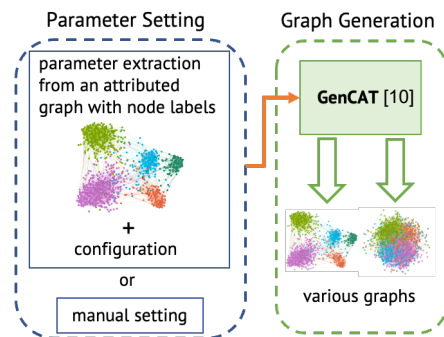 Parameter Setting
parameter extraction
from an attributed
graph with node labels
+
configuration
or
manual setting
Graph Generation
GenCAT [10]
various graphs